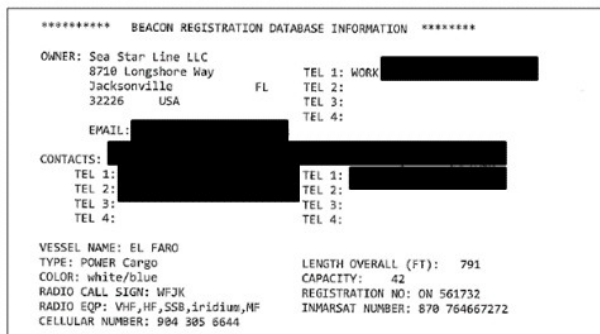 ********** BEACON REGISTRATION DATABASE INFORMATION ********
OWNER: Sea Star Line LLC
8710 Longshore Way TEL 1: WORK
Jacksonville FL TEL 2:
32226 USA TEL 3:
TEL 4:
EMAIL:
CONTACTS:
TEL 1: TEL 1:
TEL 2: TEL 2:
TEL 3: TEL 3:
TEL 4: TEL 4:
VESSEL NAME: EL FARO
TYPE: POWER Cargo LENGTH OVERALL (FT): 791
COLOR: white/blue CAPACITY: 42
RADIO CALL SIGN: WFJK REGISTRATION NO: ON 561732
RADIO EQP: VHF,HF,SSB,iridium,MF INMARSAT NUMBER: 870 764667272
CELLULAR NUMBER: 904 305 6644